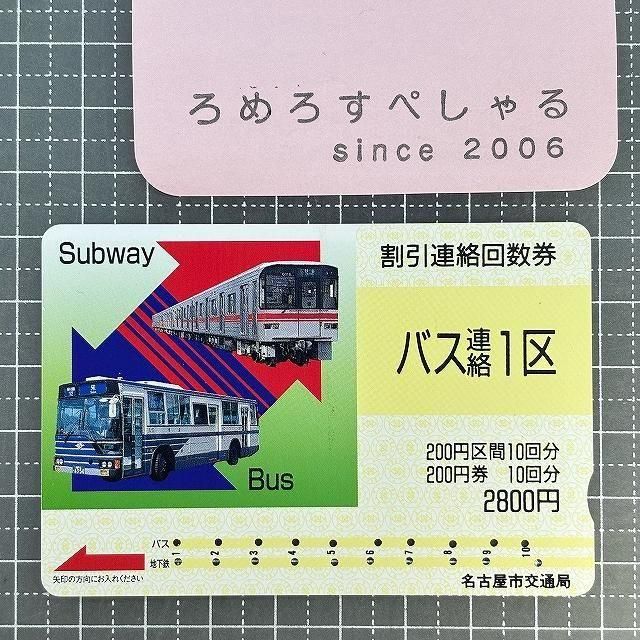 ろめろすぺしゃる
since 2006
Subway
割引連絡回数券
バス連絡1区
Bus
200円区間10回分
200円券 10回分
2800円
バス
1 2 3 4 5 6 7 8 9 10
地下鉄
矢印の方向にお入れください
名古屋市交通局